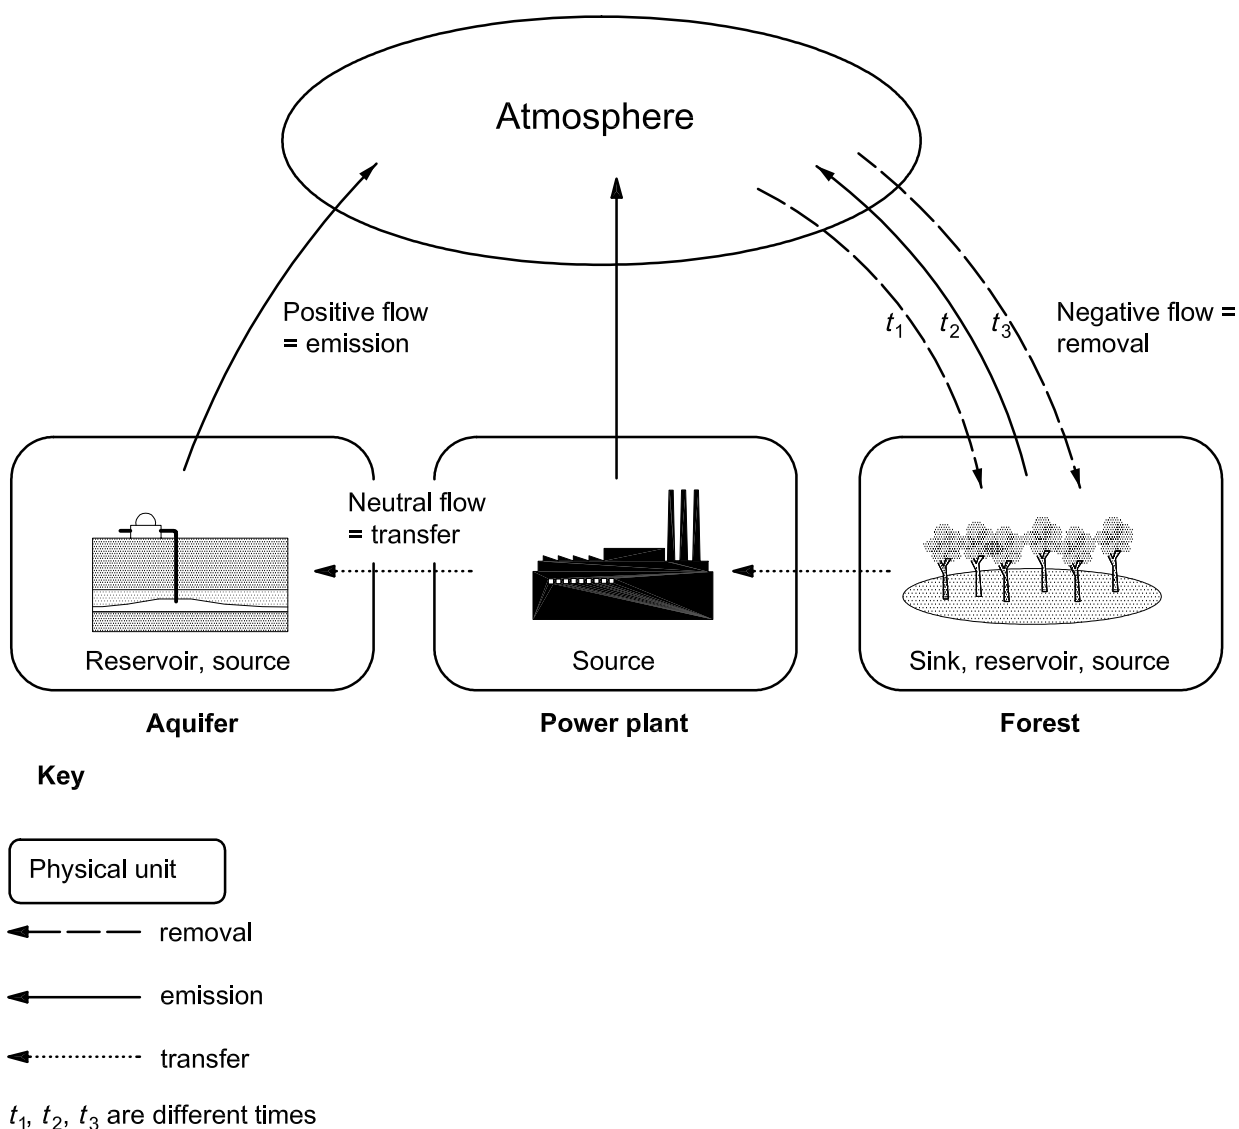 Atmosphere
Positive flow
= emission
t1
t2
t3
Negative flow =
removal
Neutral flow
= transfer
Reservoir, source
Source
Sink, reservoir, source
Aquifer
Power plant
Forest
Key
Physical unit
removal
emission
transfer
t1, t2, t3 are different times